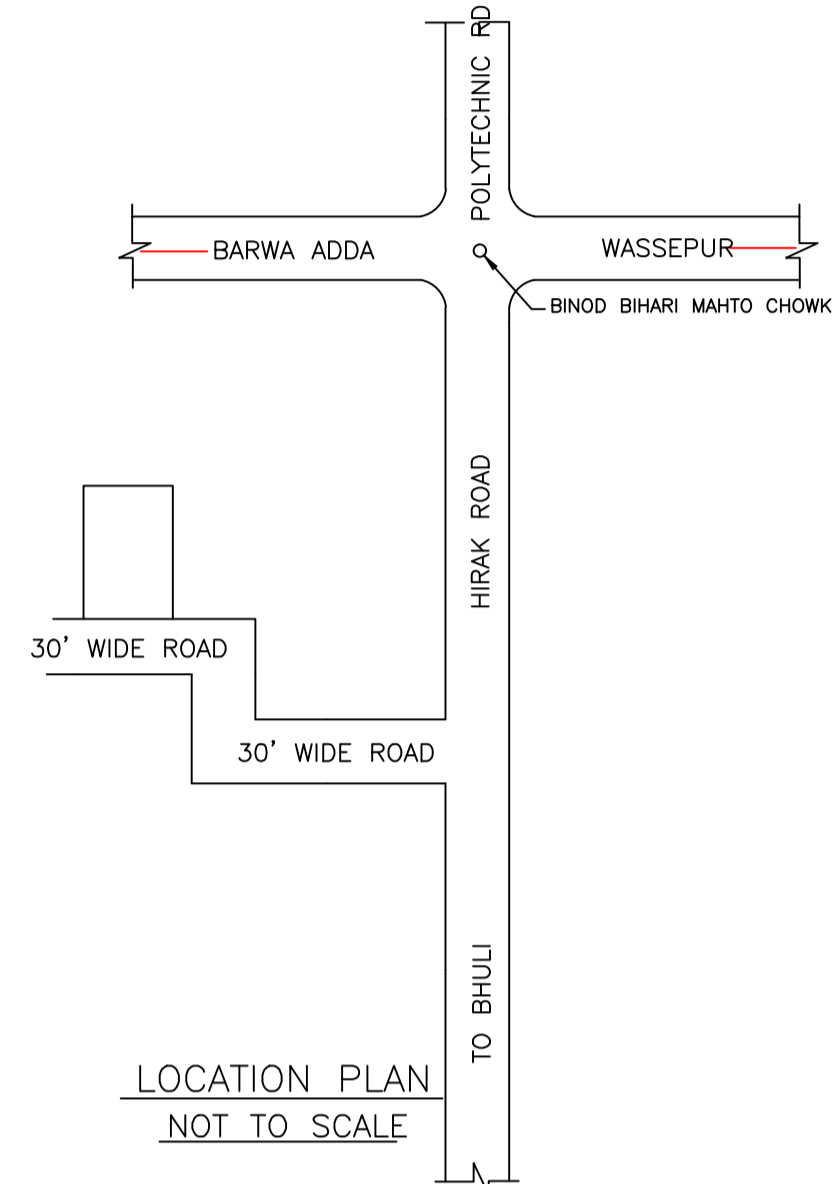 POLYTECHNIC RD
BARWA ADDA
WASSEPUR
BINOD BIHARI MAHTO CHOWK
HIRAK ROAD
30' WIDE ROAD
30' WIDE ROAD
TO BHULI
LOCATION PLAN
NOT TO SCALE